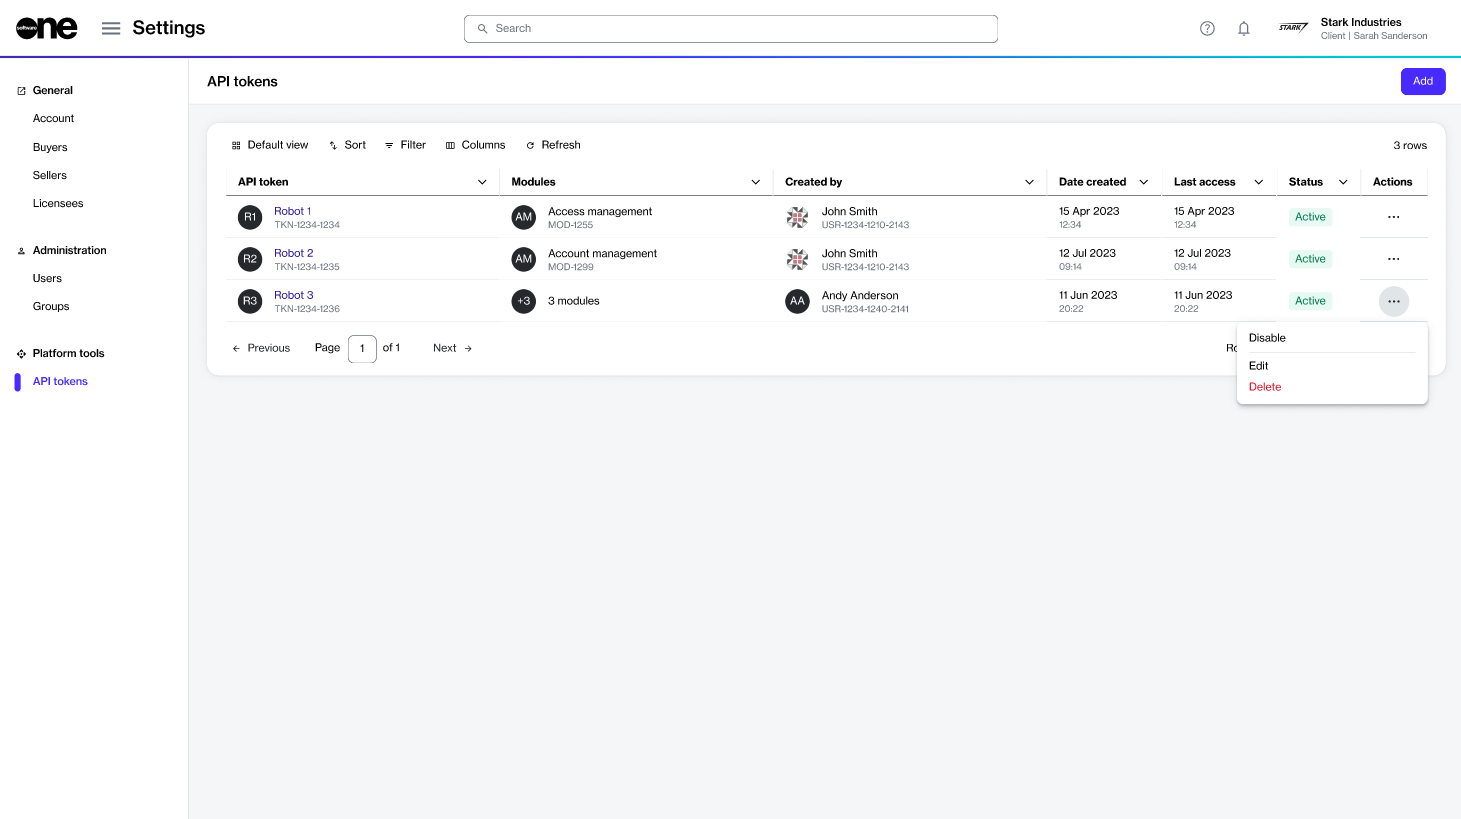 software one
Settings
Search
Stark Industries
Client | Sarah Sanderson
STARK
General
Account
Buyers
Sellers
Licensees
Administration
Users
Groups
Platform tools
API tokens
API tokens
Add
Default view Sort Filter Columns Refresh 3 rows
API token Modules Created by Date created Last access Status Actions
R1 Robot 1 AM Access management John Smith 15 Apr 2023 15 Apr 2023 Active
TKN-1234-1234 MOD-1255 USR-1234-1210-2143 12:34 12:34
R2 Robot 2 AM Account management John Smith 12 Jul 2023 12 Jul 2023 Active
TKN-1234-1235 MOD-1299 USR-1234-1210-2143 09:14 09:14
R3 Robot 3 +3 3 modules AA Andy Anderson 11 Jun 2023 11 Jun 2023 Active
TKN-1234-1236 USR-1234-1240-2141 20:22 20:22
Previous Page 1 of 1 Next
Disable
Edit
Delete